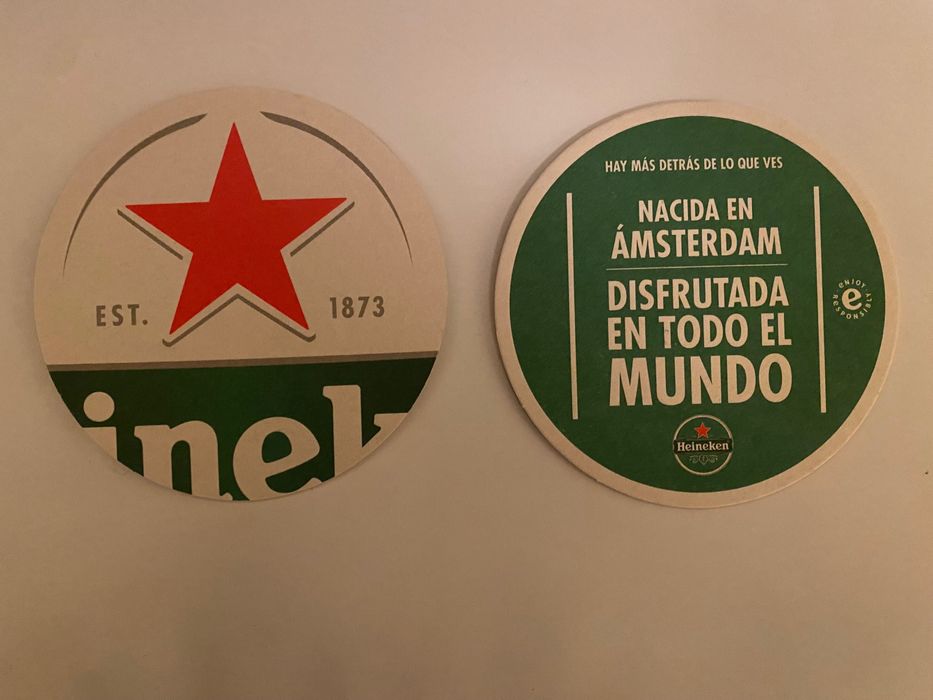 EST. 1873
inek
HAY MÁS DETRÁS DE LO QUE VES
NACIDA EN
ÁMSTERDAM
DISFRUTADA
EN TODO EL
MUNDO
enjoy responsibly
e
Heineken